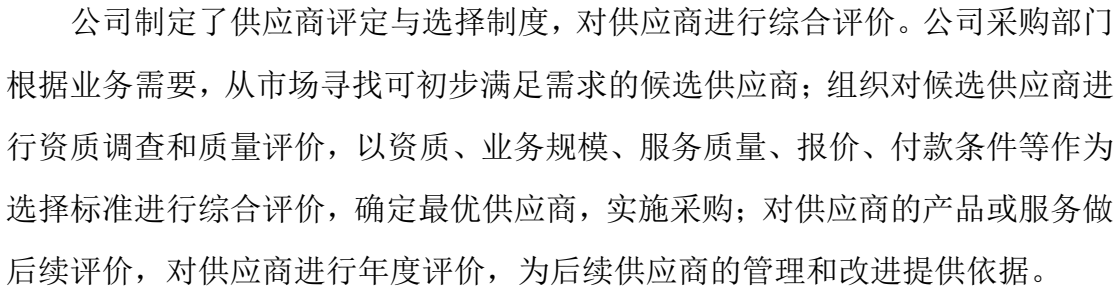 公司制定了供应商评定与选择制度，对供应商进行综合评价。公司采购部门
根据业务需要，从市场寻找可初步满足需求的候选供应商；组织对候选供应商进
行资质调查和质量评价，以资质、业务规模、服务质量、报价、付款条件等作为
选择标准进行综合评价，确定最优供应商，实施采购；对供应商的产品或服务做
后续评价，对供应商进行年度评价，为后续供应商的管理和改进提供依据。